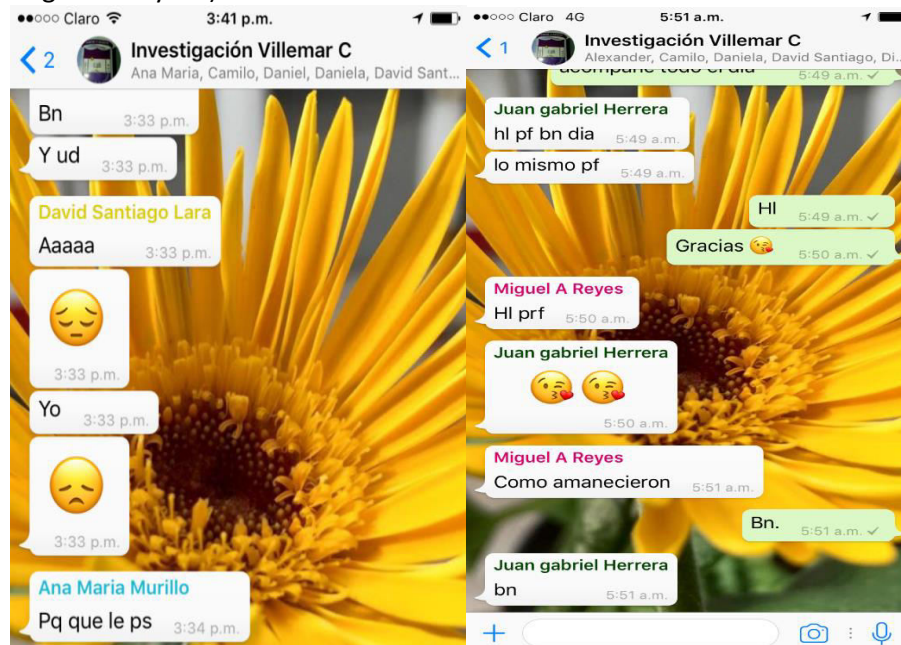 Claro
3:41 p.m.
2
Investigación Villemar C
Ana Maria, Camilo, Daniel, Daniela, David Sant...
Bn
3:33 p.m.
Y ud
3:33 p.m.
David Santiago Lara
Aaaaa
3:33 p.m.
3:33 p.m.
Yo
3:33 p.m.
3:33 p.m.
Ana Maria Murillo
Pq que le ps
3:34 p.m.
Claro 4G
5:51 a.m.
1
Investigación Villemar C
Alexander, Camilo, Daniela, David Santiago, Di...
todo el dia
5:49 a.m.
Juan gabriel Herrera
hl pf bn dia
5:49 a.m.
lo mismo pf
5:49 a.m.
Hl
5:49 a.m.
Gracias 😘
5:50 a.m.
Miguel A Reyes
Hl prf
5:50 a.m.
Juan gabriel Herrera
😘 😘
5:50 a.m.
Miguel A Reyes
Como amanecieron
5:51 a.m.
Bn.
5:51 a.m.
Juan gabriel Herrera
bn
5:51 a.m.